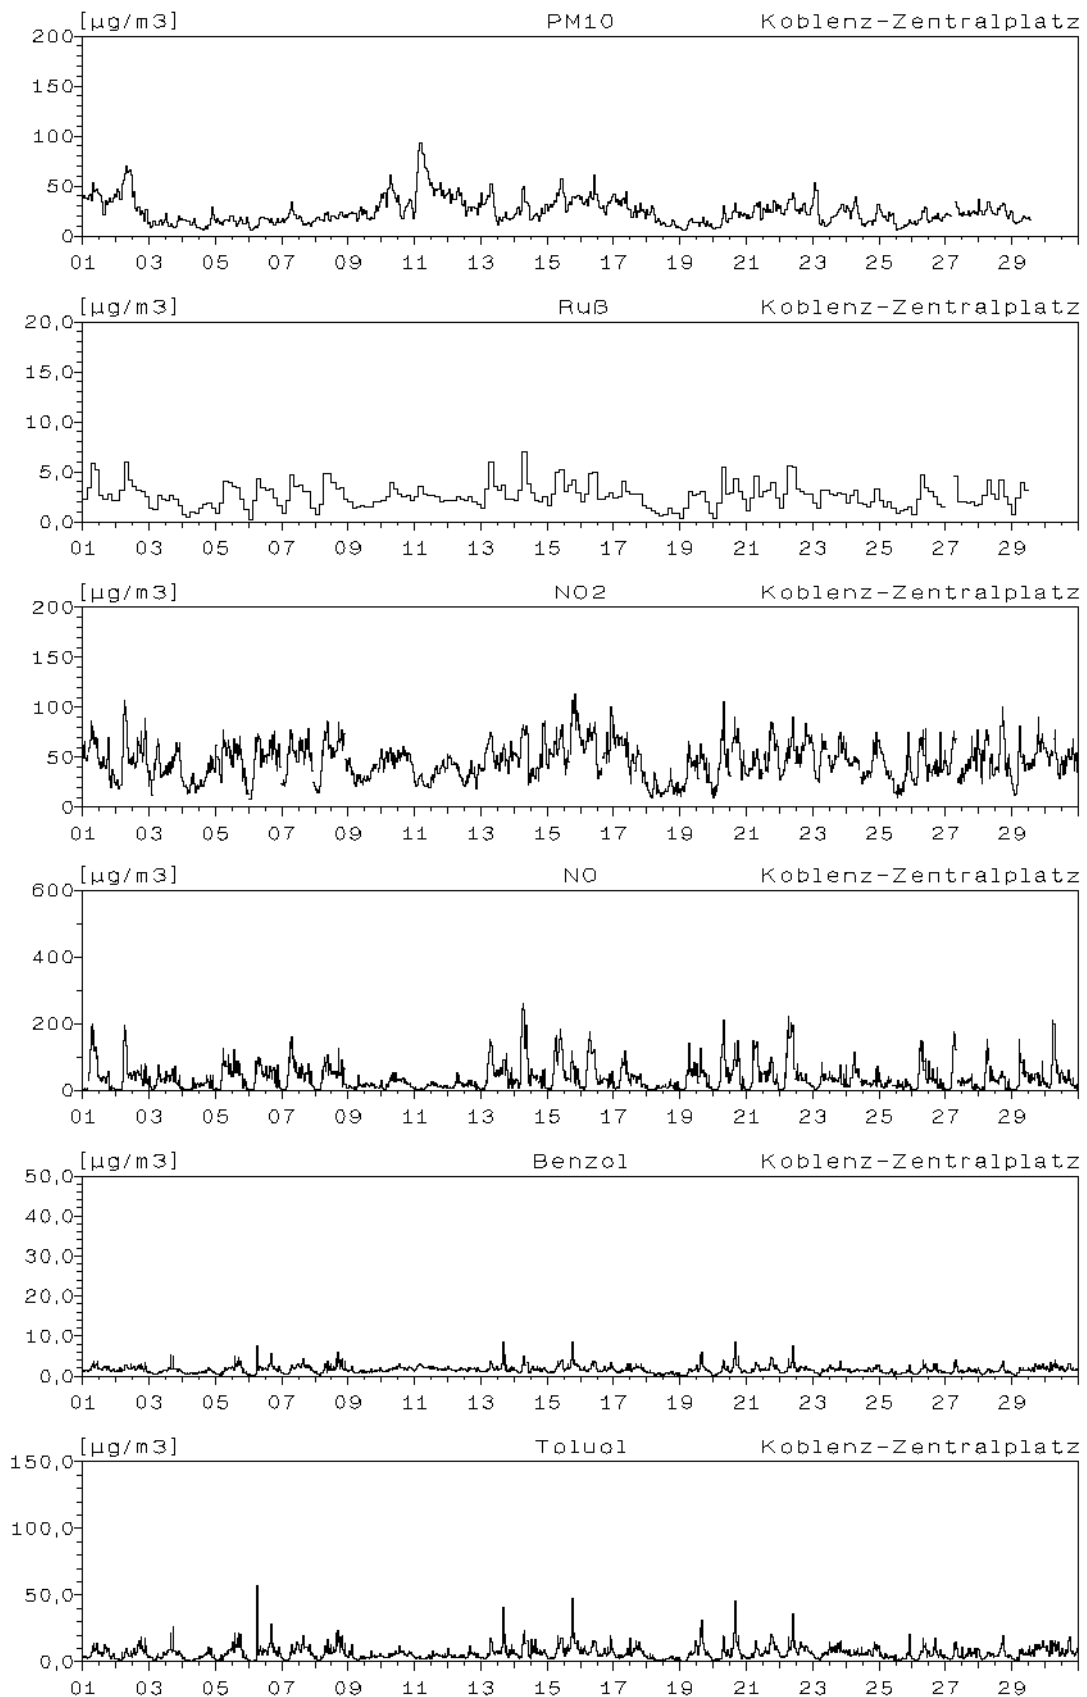 [µg/m3] PM10 Koblenz-Zentralplatz
200
150
100
50
0
01 03 05 07 09 11 13 15 17 19 21 23 25 27 29
[µg/m3] Ruß Koblenz-Zentralplatz
20,0
15,0
10,0
5,0
0,0
01 03 05 07 09 11 13 15 17 19 21 23 25 27 29
[µg/m3] NO2 Koblenz-Zentralplatz
200
150
100
50
0
01 03 05 07 09 11 13 15 17 19 21 23 25 27 29
[µg/m3] NO Koblenz-Zentralplatz
600
400
200
0
01 03 05 07 09 11 13 15 17 19 21 23 25 27 29
[µg/m3] Benzol Koblenz-Zentralplatz
50,0
40,0
30,0
20,0
10,0
0,0
01 03 05 07 09 11 13 15 17 19 21 23 25 27 29
[µg/m3] Toluol Koblenz-Zentralplatz
150,0
100,0
50,0
0,0
01 03 05 07 09 11 13 15 17 19 21 23 25 27 29